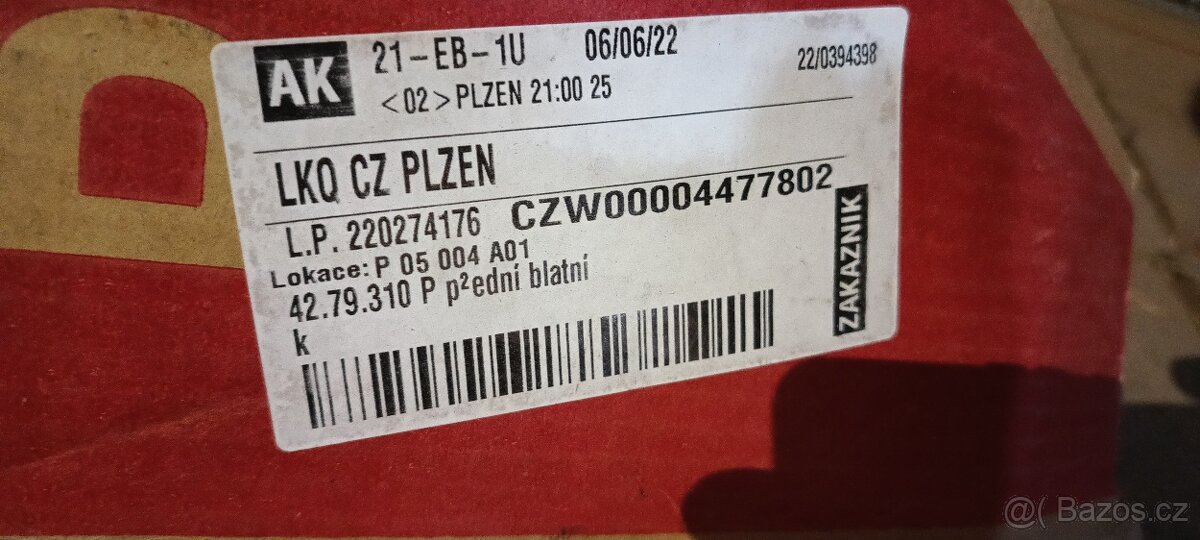 AK
21-EB-1U 06/06/22 22/0394398
<02>PLZEN 21:00 25
LKQ CZ PLZEN
L.P. 220274176 CZW00004477802
Lokace: P 05 004 A01
42.79.310 P p²ední blatní
k
ZAKAZNIK
@( Bazos.cz